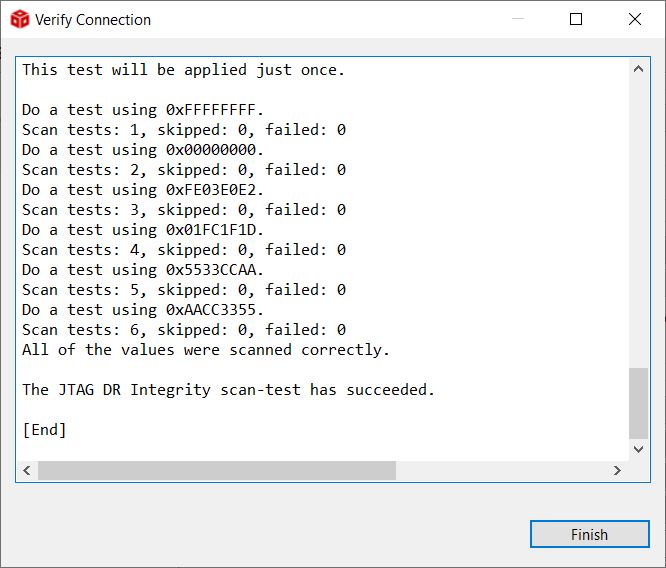 Verify Connection
This test will be applied just once.
Do a test using 0xFFFFFFFF.
Scan tests: 1, skipped: 0, failed: 0
Do a test using 0x00000000.
Scan tests: 2, skipped: 0, failed: 0
Do a test using 0xFE03E0E2.
Scan tests: 3, skipped: 0, failed: 0
Do a test using 0x01FC1F1D.
Scan tests: 4, skipped: 0, failed: 0
Do a test using 0x5533CCAA.
Scan tests: 5, skipped: 0, failed: 0
Do a test using 0xAACC3355.
Scan tests: 6, skipped: 0, failed: 0
All of the values were scanned correctly.
The JTAG DR Integrity scan-test has succeeded.
[End]
Finish